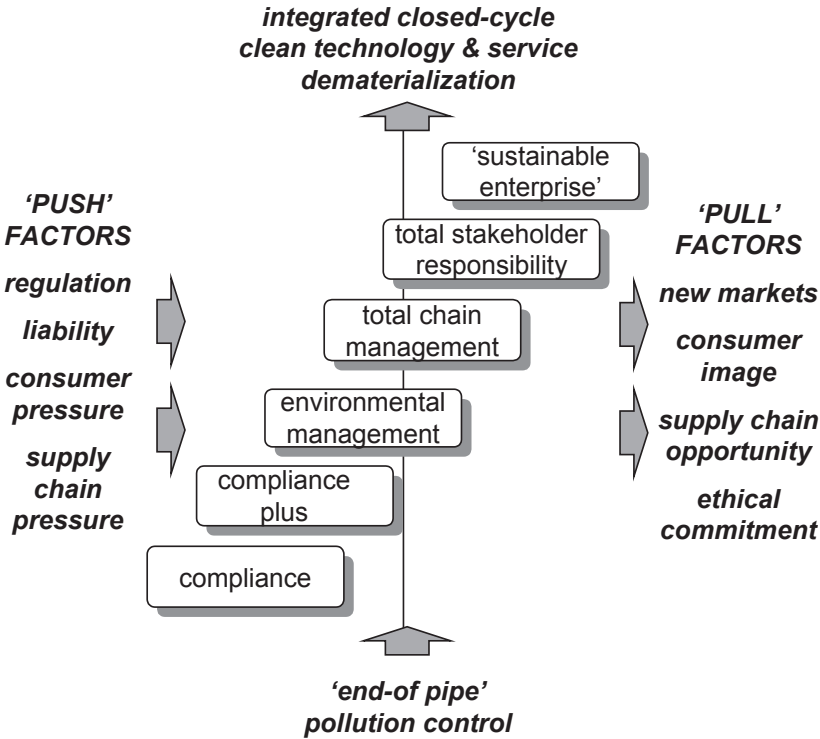 integrated closed-cycle
clean technology & service
dematerialization
‘PUSH’
FACTORS
regulation
liability
consumer
pressure
supply
chain
pressure
‘sustainable
enterprise’
total stakeholder
responsibility
total chain
management
environmental
management
compliance
plus
compliance
‘PULL’
FACTORS
new markets
consumer
image
supply chain
opportunity
ethical
commitment
‘end-of pipe’
pollution control